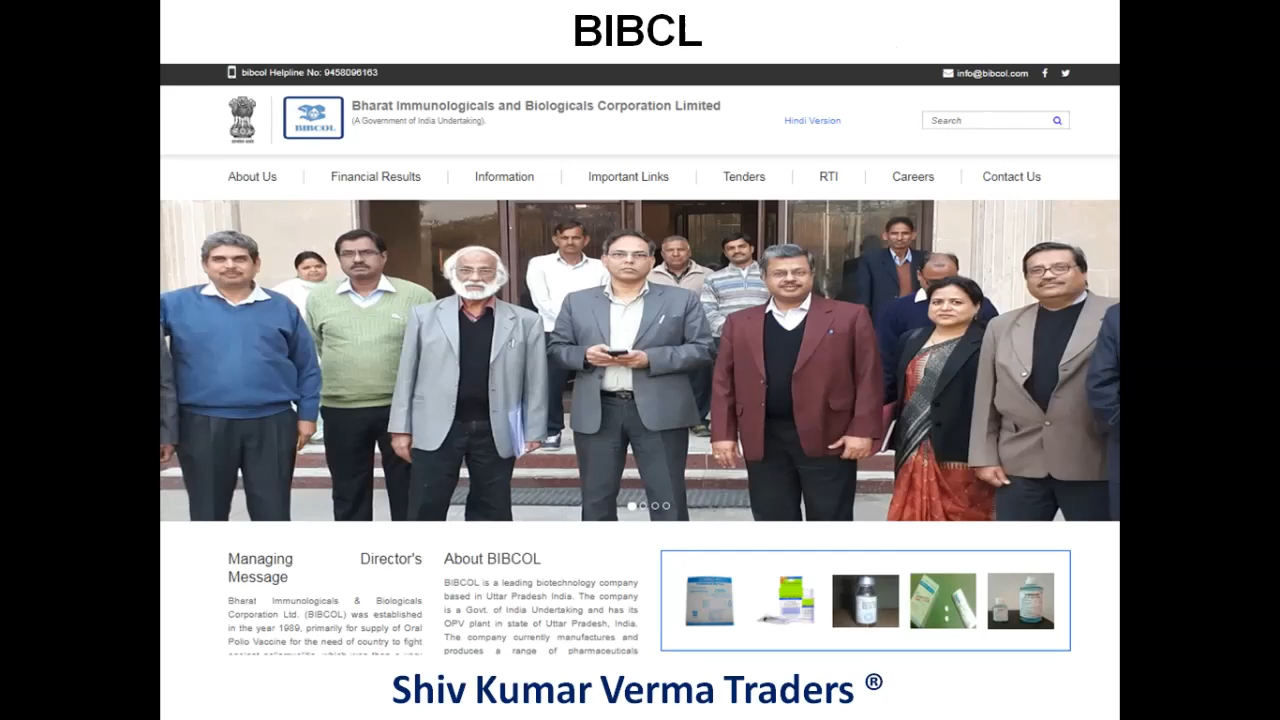 BIBCL
bibcol Helpline No: 9458096163
info@bibcol.com
BIBCOL
Bharat Immunologicals and Biologicals Corporation Limited
(A Government of India Undertaking).
Hindi Version
Search
About Us
Financial Results
Information
Important Links
Tenders
RTI
Careers
Contact Us
Managing Director's
Message
Bharat Immunologicals & Biologicals
Corporation Ltd. (BIBCOL) was established
in the year 1989, primarily for supply of Oral
Polio Vaccine for the need of country to fight
About BIBCOL
BIBCOL is a leading biotechnology company
based in Uttar Pradesh India. The company
is a Govt. of India Undertaking and has its
OPV plant in state of Uttar Pradesh, India.
The company currently manufactures and
produces a range of pharmaceuticals
Shiv Kumar Verma Traders ®